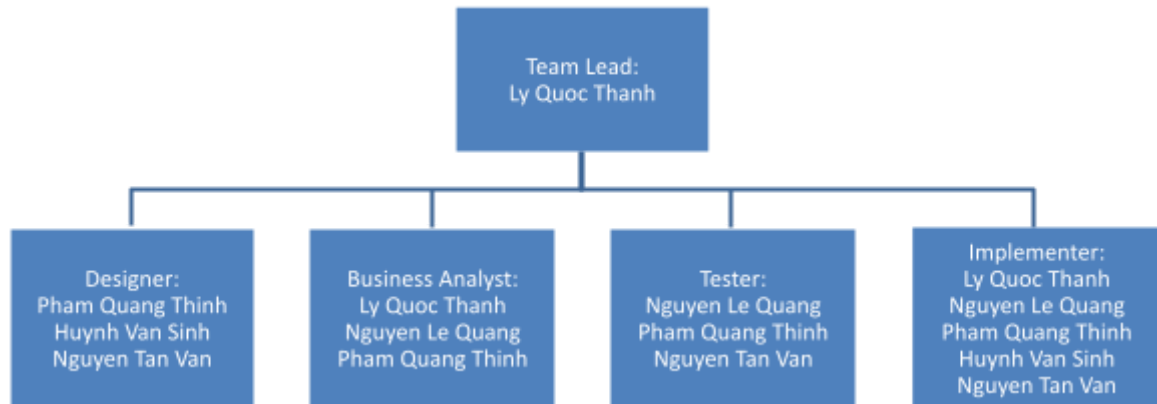 Team Lead:
Ly Quoc Thanh
Designer:
Pham Quang Thinh
Huynh Van Sinh
Nguyen Tan Van
Business Analyst:
Ly Quoc Thanh
Nguyen Le Quang
Pham Quang Thinh
Tester:
Nguyen Le Quang
Pham Quang Thinh
Nguyen Tan Van
Implementer:
Ly Quoc Thanh
Nguyen Le Quang
Pham Quang Thinh
Huynh Van Sinh
Nguyen Tan Van